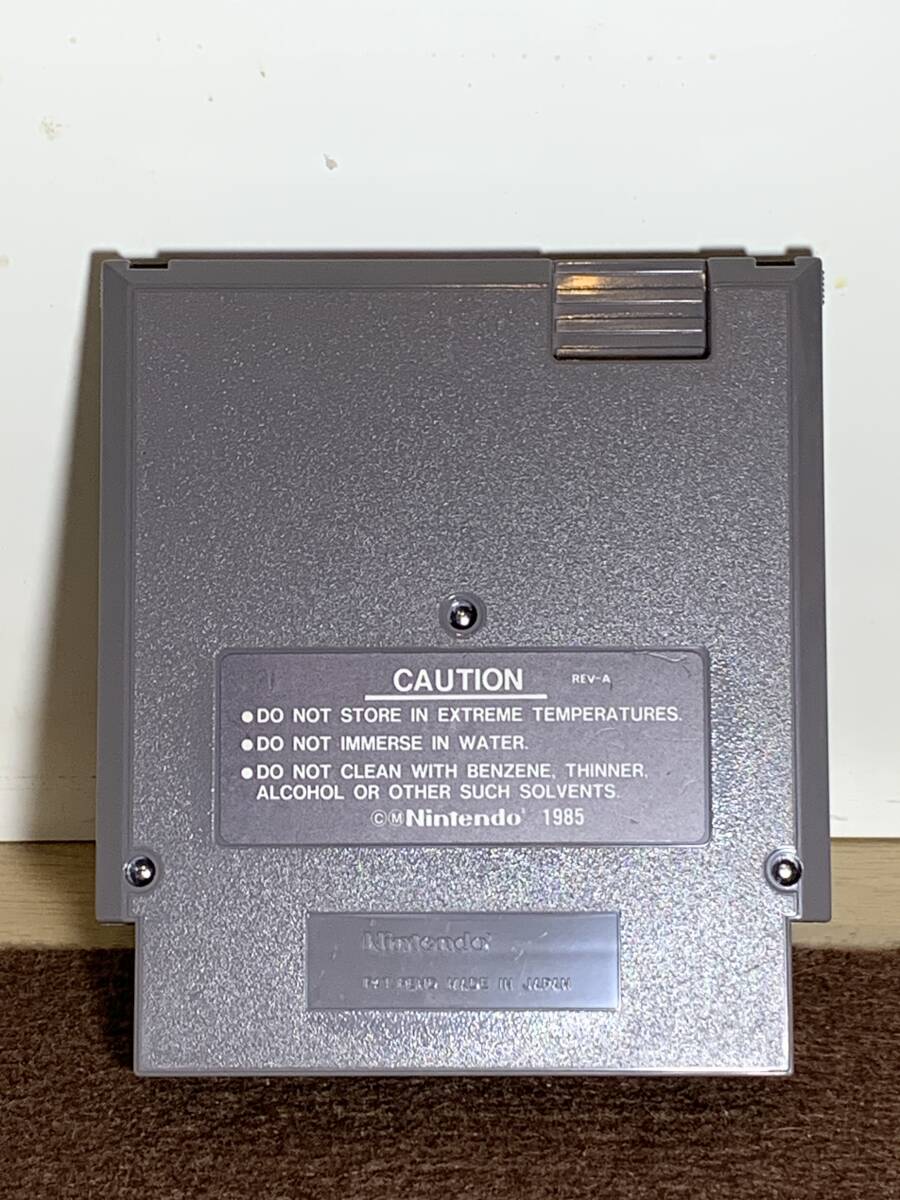 CAUTION REV-A
●DO NOT STORE IN EXTREME TEMPERATURES.
●DO NOT IMMERSE IN WATER.
●DO NOT CLEAN WITH BENZENE, THINNER,
ALCOHOL OR OTHER SUCH SOLVENTS.
©ⓂNintendo® 1985
Nintendo®
MADE IN JAPAN